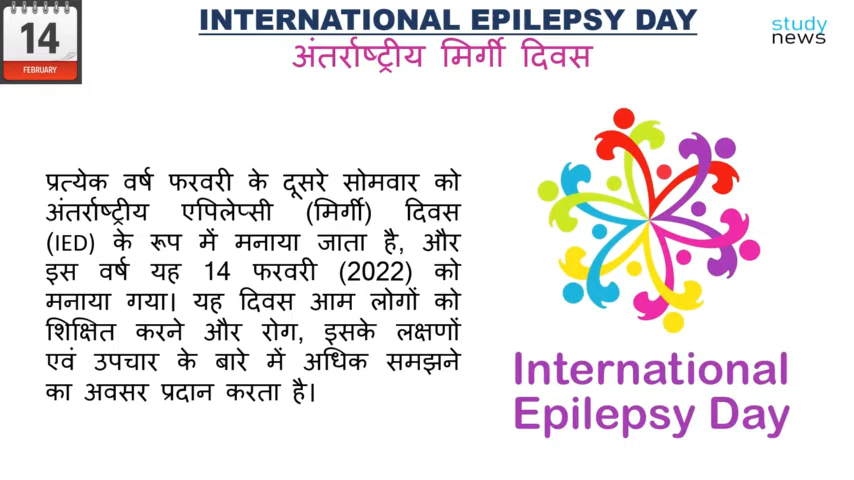 14
FEBRUARY
INTERNATIONAL EPILEPSY DAY
अंतर्राष्ट्रीय मिर्गी दिवस
study
news
प्रत्येक वर्ष फरवरी के दूसरे सोमवार को
अंतर्राष्ट्रीय एपिलेप्सी (मिर्गी) दिवस
(IED) के रूप में मनाया जाता है, और
इस वर्ष यह 14 फरवरी (2022) को
मनाया गया। यह दिवस आम लोगों को
शिक्षित करने और रोग, इसके लक्षणों
एवं उपचार के बारे में अधिक समझने
का अवसर प्रदान करता है।
International
Epilepsy Day